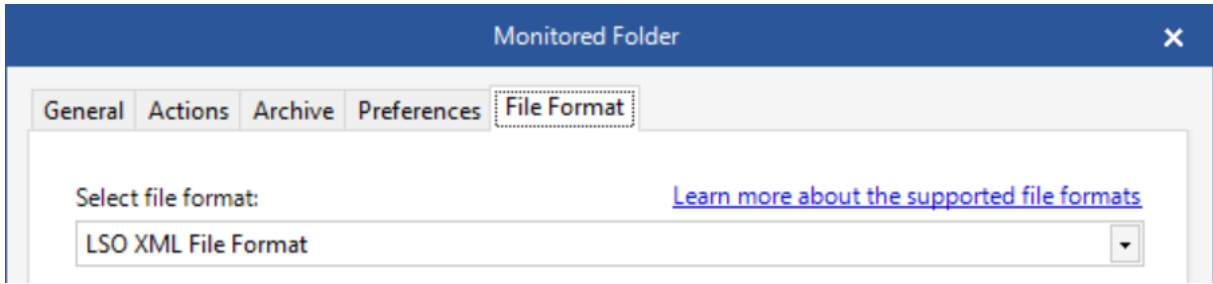 Monitored Folder
General Actions Archive Preferences File Format
Select file format: Learn more about the supported file formats
LSO XML File Format